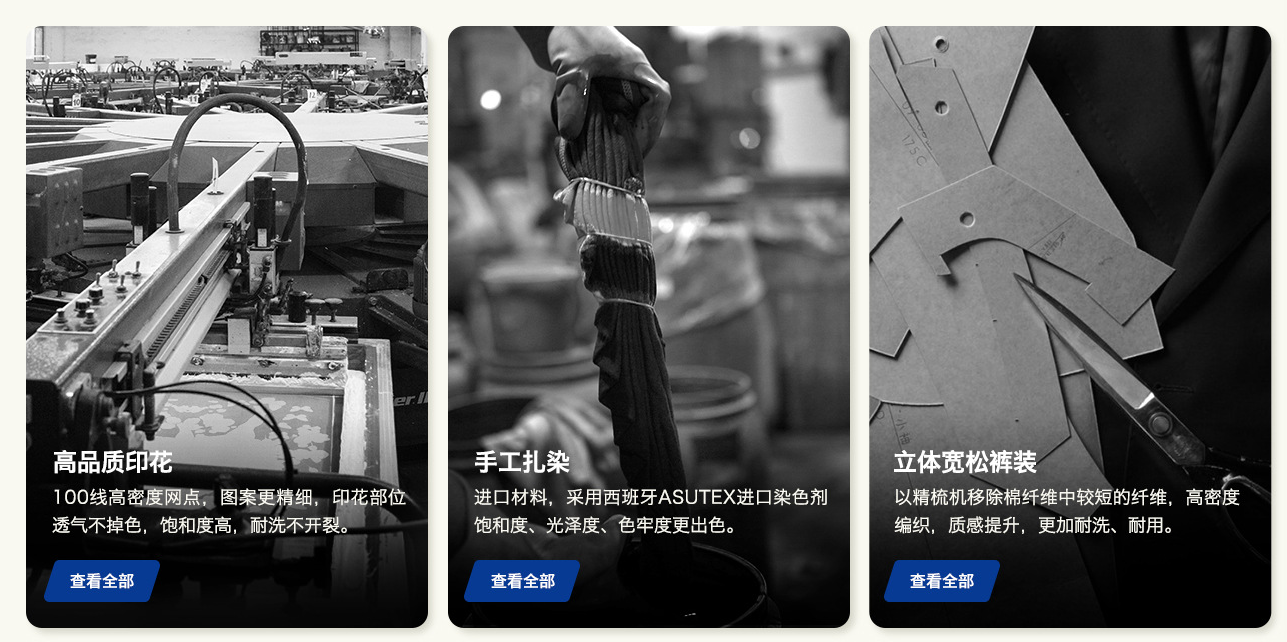 高品质印花
100线高密度网点，图案更精细，印花部位
透气不掉色，饱和度高，耐洗不开裂。
查看全部
手工扎染
进口材料，采用西班牙ASUTEX进口染色剂
饱和度、光泽度、色牢度更出色。
查看全部
175C
立体宽松裤装
以精梳机移除棉纤维中较短的纤维，高密度
编织，质感提升，更加耐洗、耐用。
查看全部